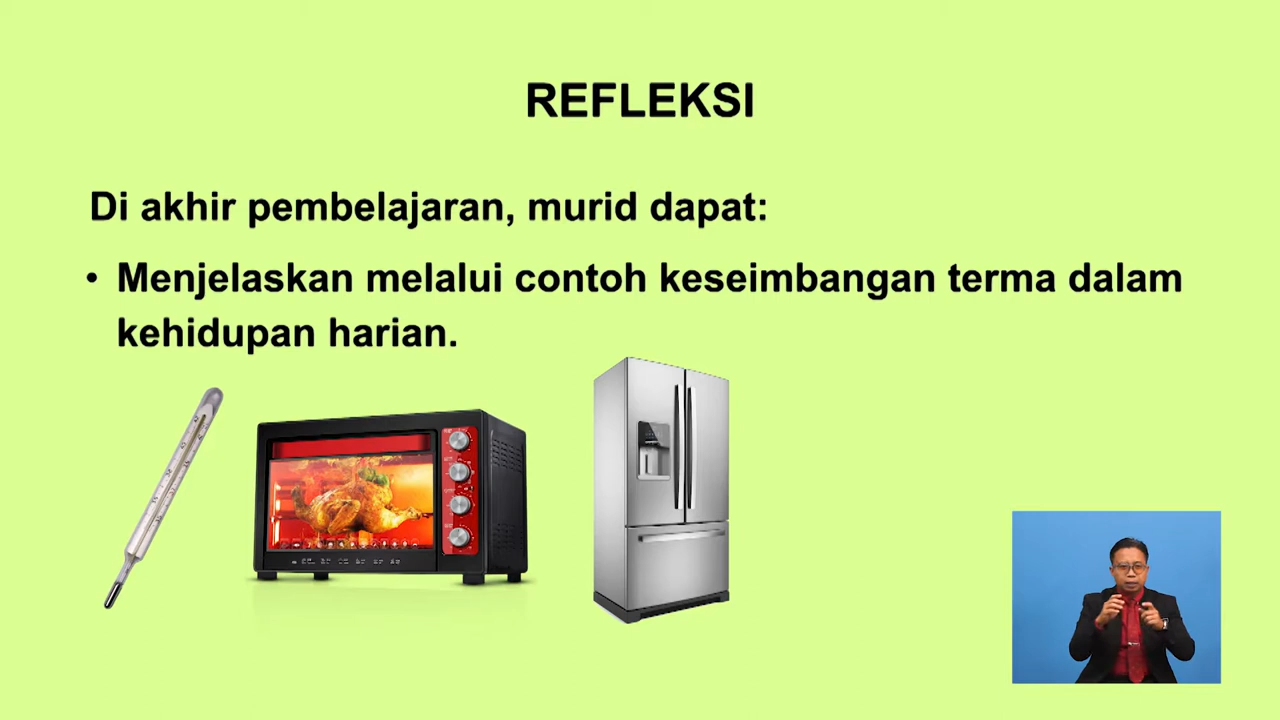 REFLEKSI
Di akhir pembelajaran, murid dapat:
• Menjelaskan melalui contoh keseimbangan terma dalam
kehidupan harian.